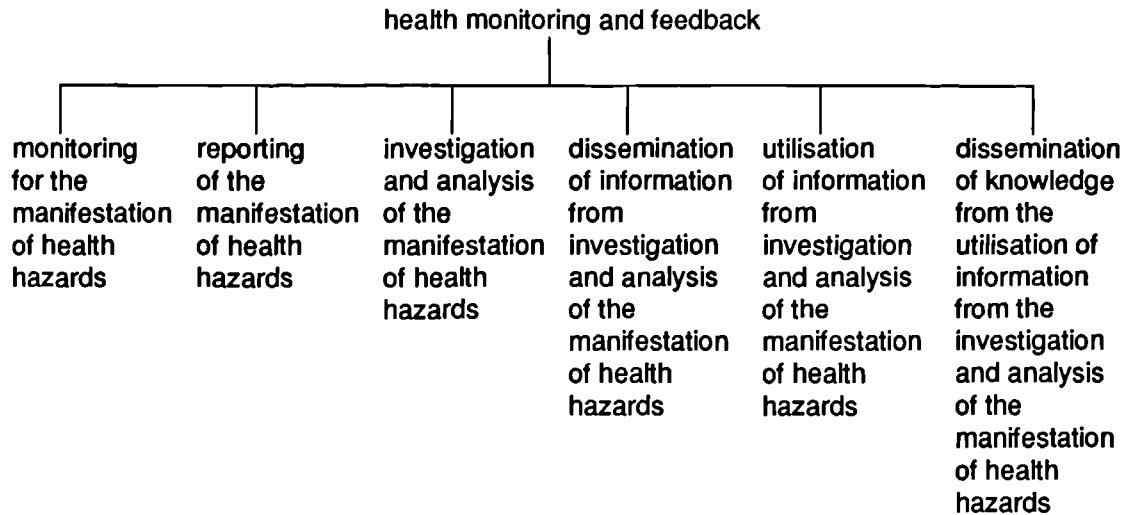 health monitoring and feedback
monitoring
for the
manifestation
of health
hazards
reporting
of the
manifestation
of health
hazards
investigation
and analysis
of the
manifestation
of health
hazards
dissemination
of information
from
investigation
and analysis
of the
manifestation
of health
hazards
utilisation
of information
from
investigation
and analysis
of the
manifestation
of health
hazards
dissemination
of knowledge
from the
utilisation of
information
from the
investigation
and analysis
of the
manifestation
of health
hazards